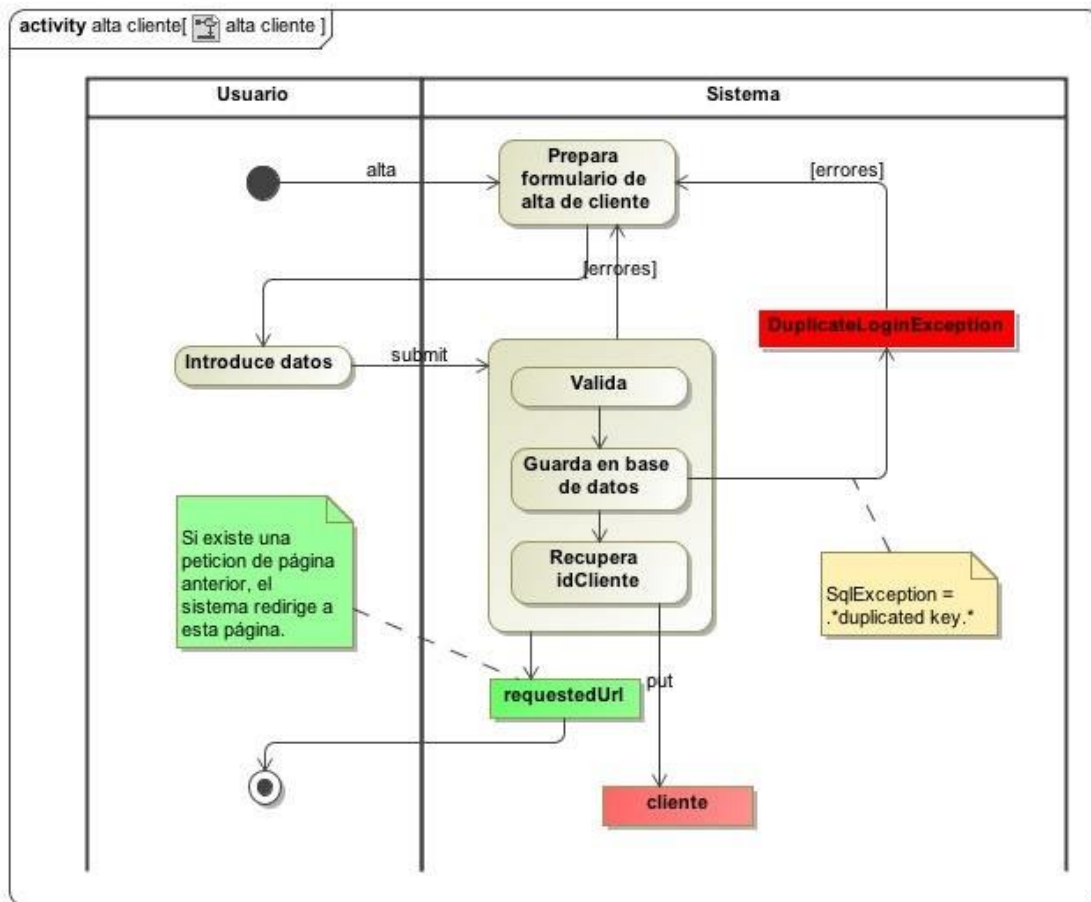 activity alta cliente[ alta cliente ]
Usuario
Sistema
alta
Prepara
formulario de
alta de cliente
[errores]
[errores]
DuplicateLoginException
Introduce datos
submit
Valida
Guarda en base
de datos
Recupera
idCliente
Si existe una
peticion de página
anterior, el
sistema redirige a
esta página.
SqlException =
.*duplicated key.*
requestedUrl
put
cliente